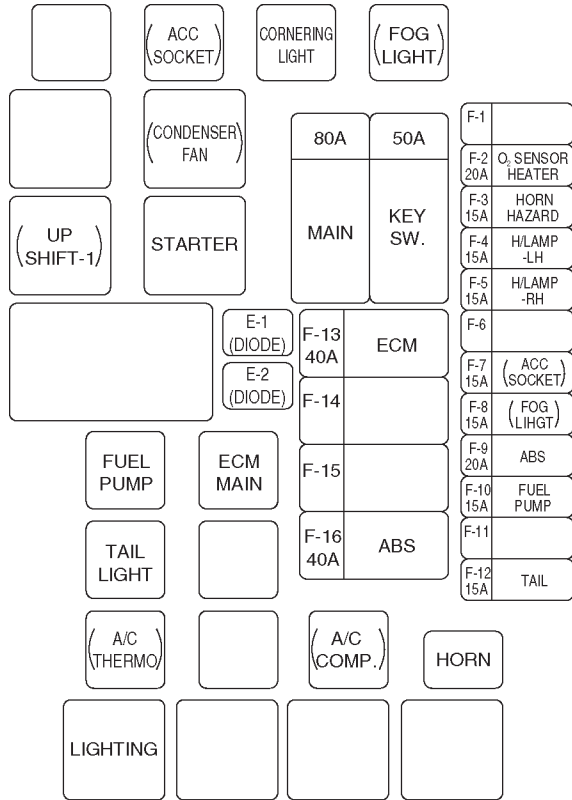 ( ACC
SOCKET )
CORNERING
LIGHT
( FOG
LIGHT )
( CONDENSER )
FAN
( UP
SHIFT-1 )
STARTER
80A
MAIN
50A
KEY
SW.
E-1
(DIODE)
E-2
(DIODE)
F-13
40A
ECM
F-14
F-15
F-16
40A
ABS
F-1
F-2
20A
O₂ SENSOR
HEATER
F-3
15A
HORN
HAZARD
F-4
15A
H/LAMP
-LH
F-5
15A
H/LAMP
-RH
F-6
F-7
15A
( ACC
SOCKET )
F-8
15A
( FOG
LIHGT )
F-9
20A
ABS
F-10
15A
FUEL
PUMP
F-11
F-12
15A
TAIL
FUEL
PUMP
ECM
MAIN
TAIL
LIGHT
( A/C
THERMO )
( A/C
COMP. )
HORN
LIGHTING